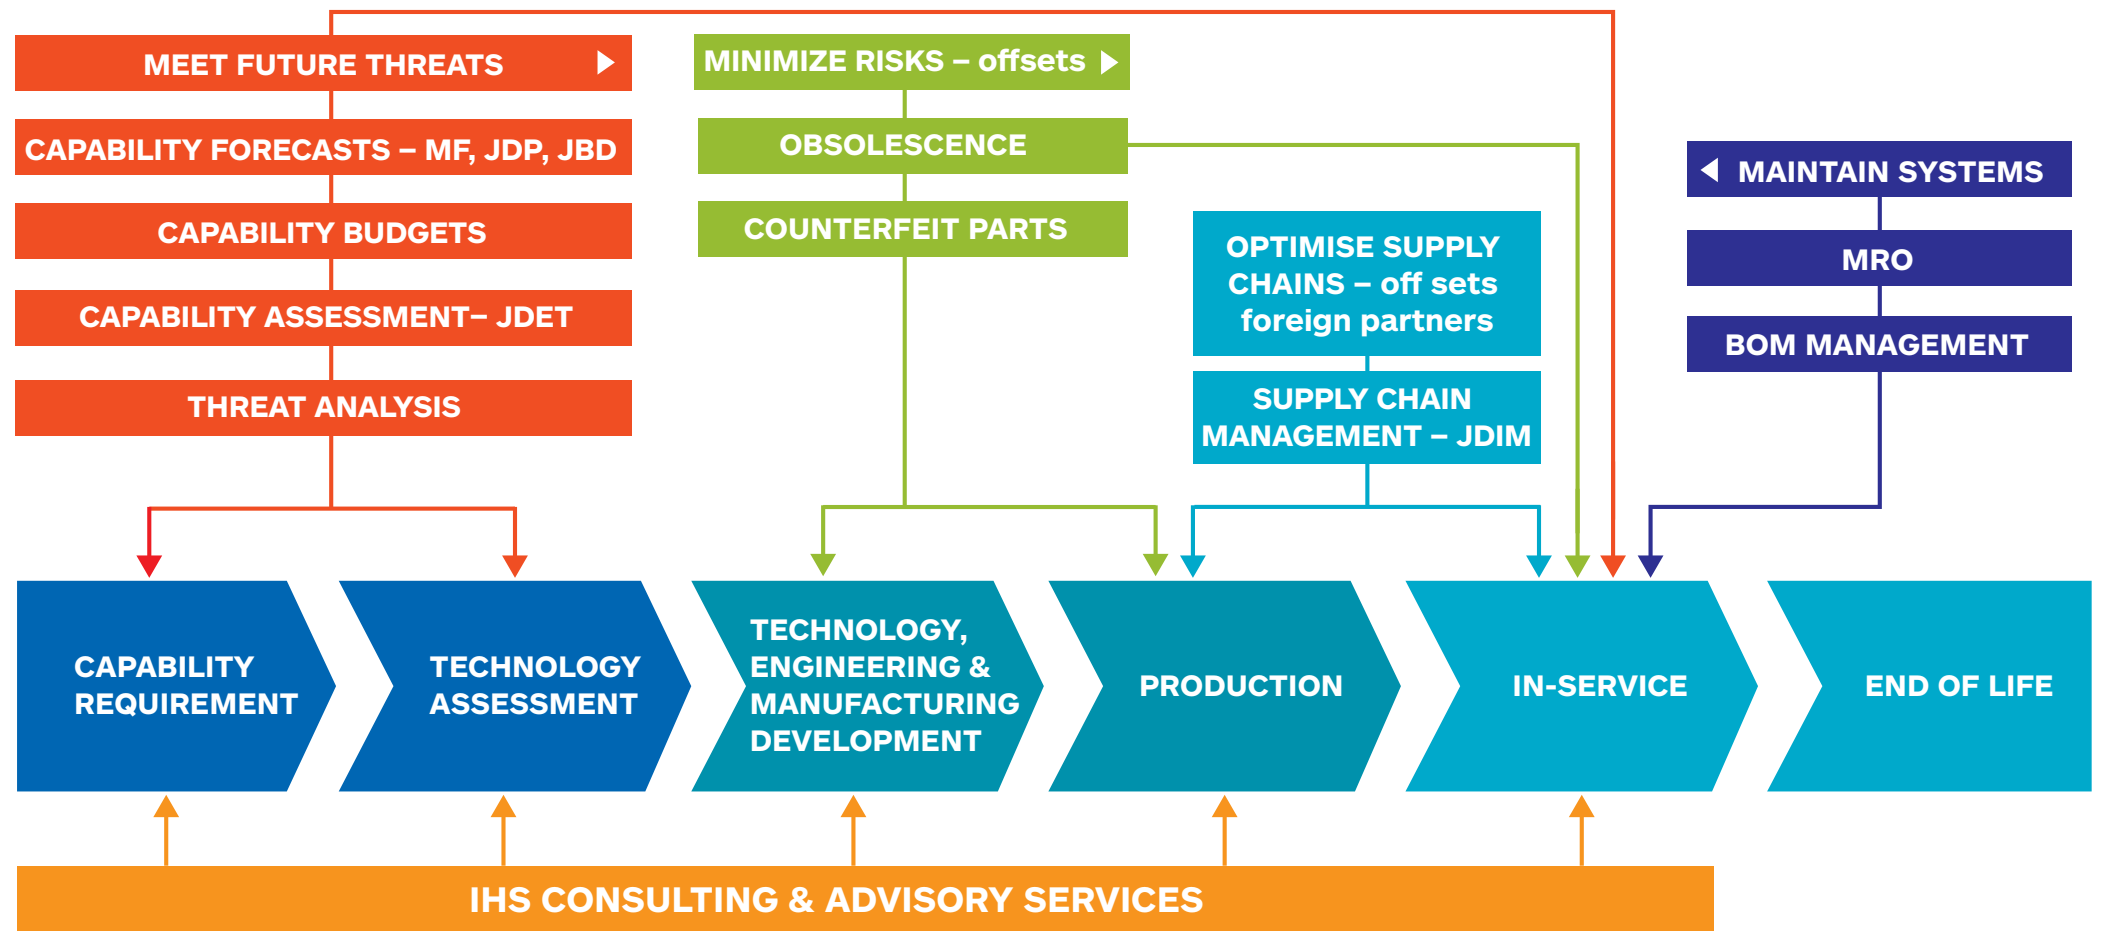 MEET FUTURE THREATS
CAPABILITY FORECASTS – MF, JDP, JBD
CAPABILITY BUDGETS
CAPABILITY ASSESSMENT– JDET
THREAT ANALYSIS
MINIMIZE RISKS – offsets
OBSOLESCENCE
COUNTERFEIT PARTS
OPTIMISE SUPPLY
CHAINS – off sets
foreign partners
SUPPLY CHAIN
MANAGEMENT – JDIM
MAINTAIN SYSTEMS
MRO
BOM MANAGEMENT
CAPABILITY
REQUIREMENT
TECHNOLOGY
ASSESSMENT
TECHNOLOGY,
ENGINEERING &
MANUFACTURING
DEVELOPMENT
PRODUCTION
IN-SERVICE
END OF LIFE
IHS CONSULTING & ADVISORY SERVICES